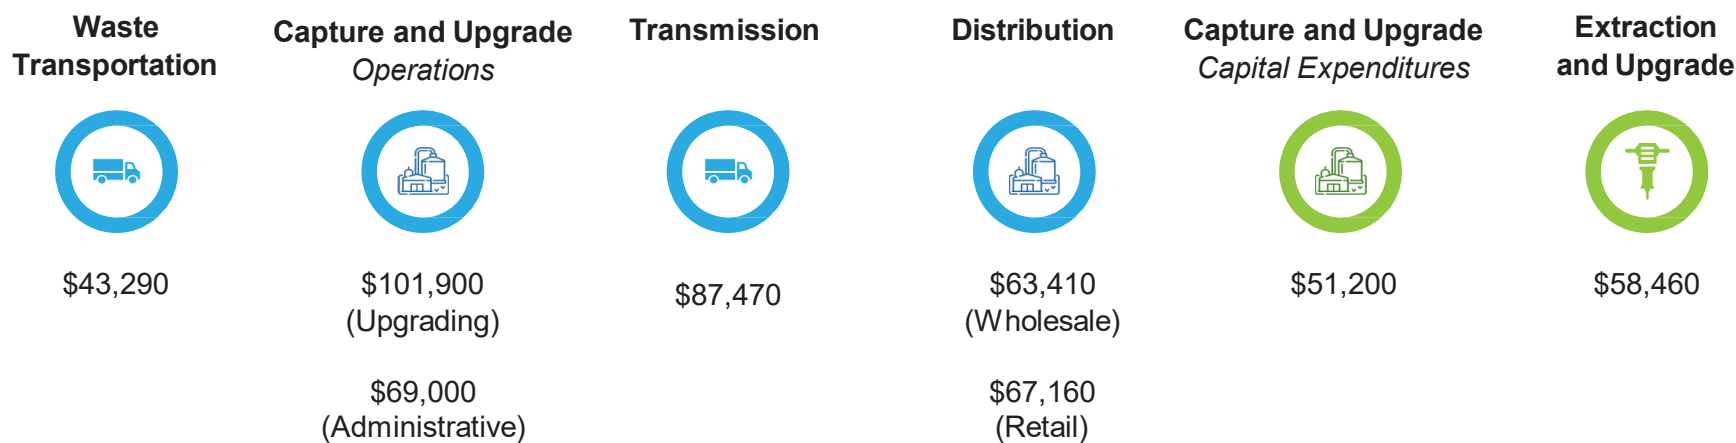 Waste
Transportation
$43,290
Capture and Upgrade
Operations
$101,900
(Upgrading)
$69,000
(Administrative)
Transmission
$87,470
Distribution
$63,410
(Wholesale)
$67,160
(Retail)
Capture and Upgrade
Capital Expenditures
$51,200
Extraction
and Upgrade
$58,460